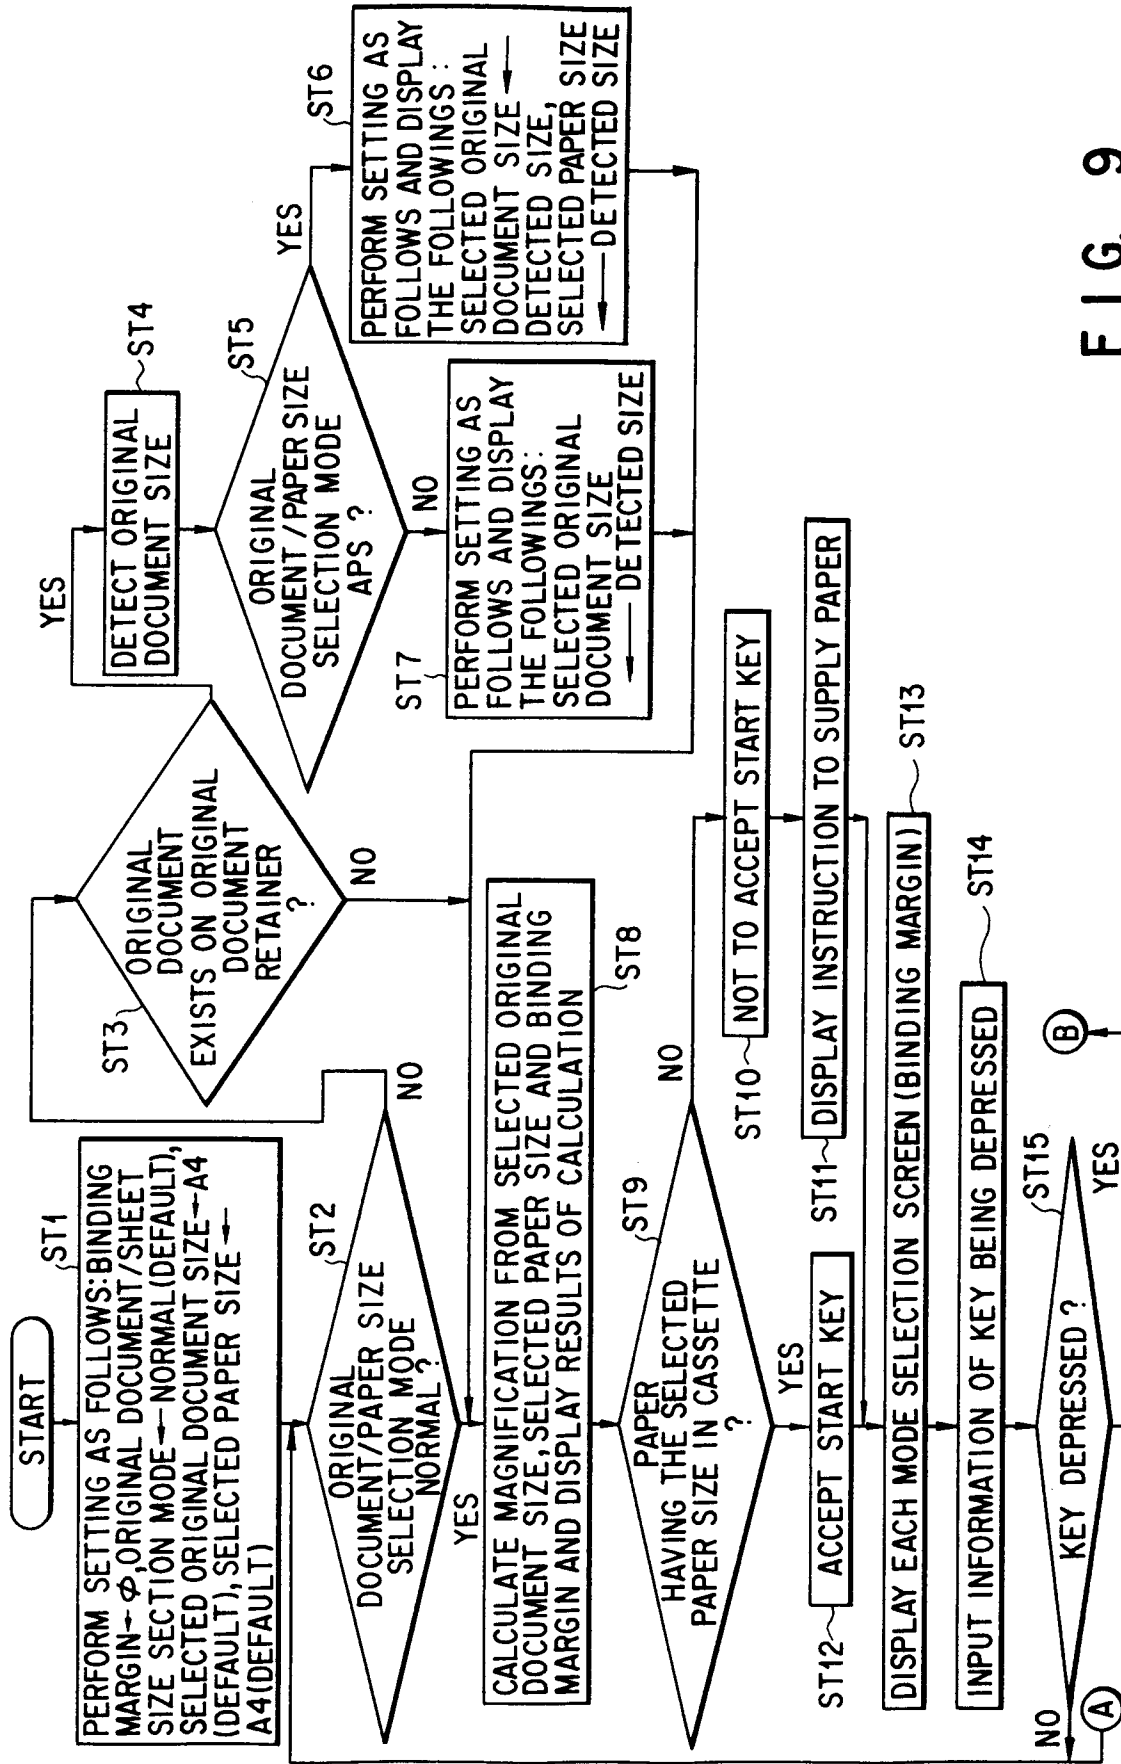 START
ST1
PERFORM SETTING AS FOLLOWS:BINDING
MARGIN←φ,ORIGINAL DOCUMENT/SHEET
SIZE SECTION MODE←NORMAL(DEFAULT),
SELECTED ORIGINAL DOCUMENT SIZE←A4
(DEFAULT),SELECTED PAPER SIZE←
A4(DEFAULT)
ST2
ORIGINAL
DOCUMENT/PAPER SIZE
SELECTION MODE
NORMAL?
NO
YES
ST3
ORIGINAL
DOCUMENT
EXISTS ON ORIGINAL
DOCUMENT
RETAINER
?
YES
NO
ST4
DETECT ORIGINAL
DOCUMENT SIZE
ST5
ORIGINAL
DOCUMENT/PAPER SIZE
SELECTION MODE
APS ?
YES
NO
ST6
PERFORM SETTING AS
FOLLOWS AND DISPLAY
THE FOLLOWINGS :
SELECTED ORIGINAL
DOCUMENT SIZE ←
DETECTED SIZE,
SELECTED PAPER SIZE
← DETECTED SIZE
ST7
PERFORM SETTING AS
FOLLOWS AND DISPLAY
THE FOLLOWINGS:
SELECTED ORIGINAL
DOCUMENT SIZE
← DETECTED SIZE
CALCULATE MAGNIFICATION FROM SELECTED ORIGINAL
DOCUMENT SIZE,SELECTED PAPER SIZE AND BINDING
MARGIN AND DISPLAY RESULTS OF CALCULATION
ST8
ST9
PAPER
HAVING THE SELECTED
PAPER SIZE IN CASSETTE
?
NO
YES
ST10
NOT TO ACCEPT START KEY
ST11
DISPLAY INSTRUCTION TO SUPPLY PAPER
ST12
ACCEPT START KEY
DISPLAY EACH MODE SELECTION SCREEN (BINDING MARGIN)
ST13
INPUT INFORMATION OF KEY BEING DEPRESSED
ST14
ST15
KEY DEPRESSED ?
NO
YES
A
B
FIG. 9